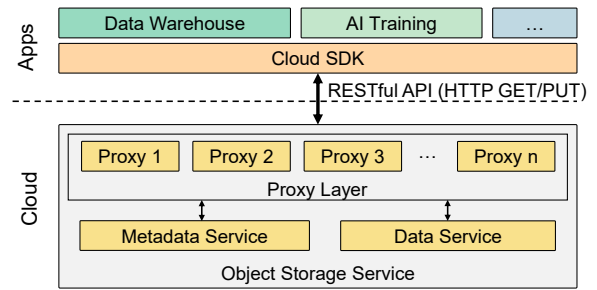 Apps
Data Warehouse
AI Training
...
Cloud SDK
RESTful API (HTTP GET/PUT)
Cloud
Proxy 1
Proxy 2
Proxy 3
...
Proxy n
Proxy Layer
Metadata Service
Data Service
Object Storage Service